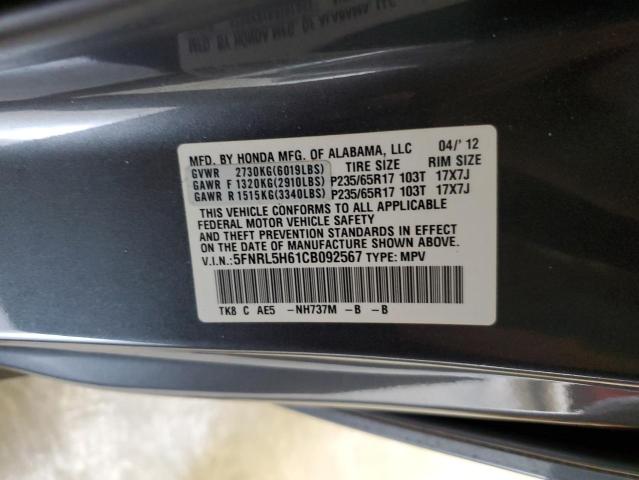 MFD. BY HONDA MFG. OF ALABAMA, LLC 04/' 12
GVWR 2730KG(6019LBS) TIRE SIZE RIM SIZE
GAWR F 1320KG(2910LBS) P235/65R17 103T 17X7J
GAWR R 1515KG(3340LBS) P235/65R17 103T 17X7J
THIS VEHICLE CONFORMS TO ALL APPLICABLE
FEDERAL MOTOR VEHICLE SAFETY
AND THEFT PREVENTION STANDARDS IN EFFECT
ON THE DATE OF MANUFACTURE SHOWN ABOVE.
V.I.N.: 5FNRL5H61CB092567 TYPE: MPV
TK8 C AE5 -NH737M -B -B